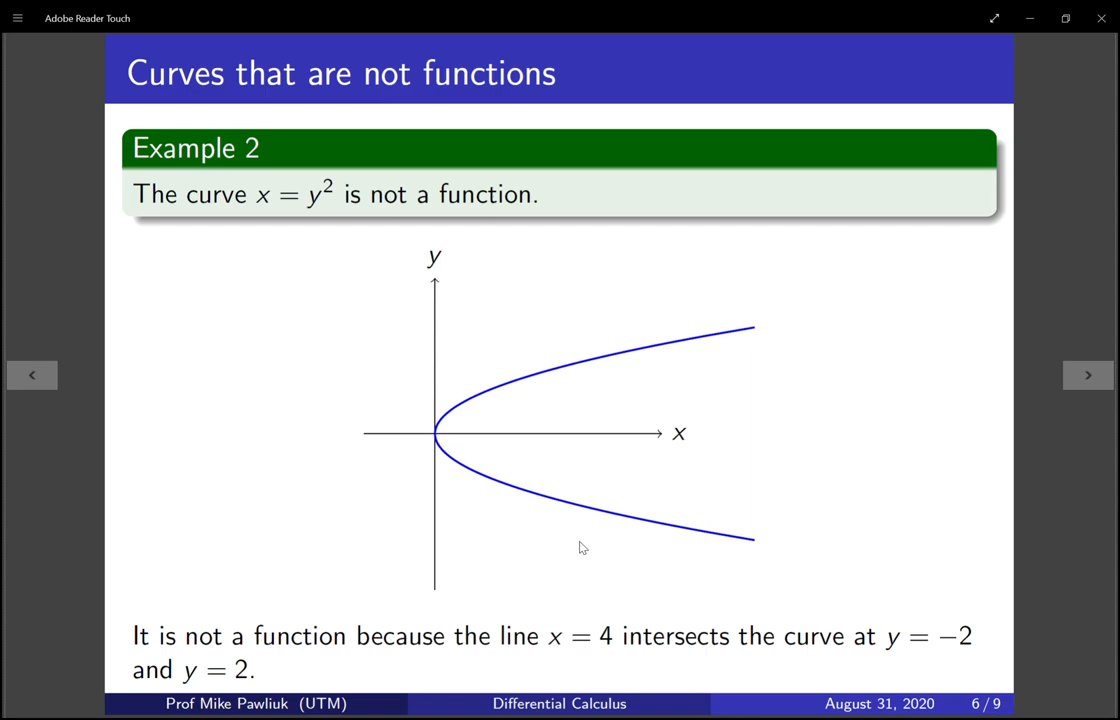 Adobe Reader Touch
Curves that are not functions
Example 2
The curve x = y² is not a function.
y
x
It is not a function because the line x = 4 intersects the curve at y = −2
and y = 2.
Prof Mike Pawliuk (UTM) Differential Calculus August 31, 2020 6 / 9